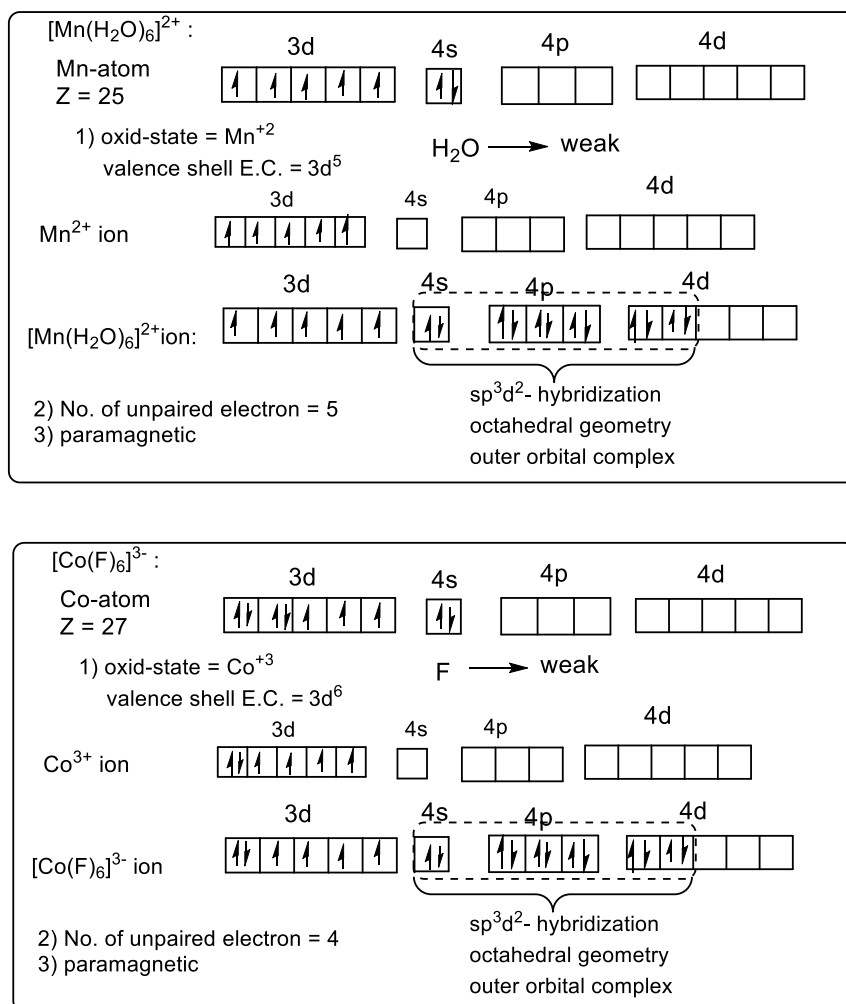 [Mn(H₂O)₆]²⁺ :
3d 4s 4p 4d
Mn-atom
Z = 25
1) oxid-state = Mn⁺²
H₂O ⟶ weak
valence shell E.C. = 3d⁵
3d 4s 4p 4d
Mn²⁺ ion
3d 4s 4p 4d
[Mn(H₂O)₆]²⁺ion:
sp³d²- hybridization
2) No. of unpaired electron = 5
octahedral geometry
3) paramagnetic
outer orbital complex
[Co(F)₆]³⁻ :
3d 4s 4p 4d
Co-atom
Z = 27
1) oxid-state = Co⁺³
F ⟶ weak
valence shell E.C. = 3d⁶
3d 4s 4p 4d
Co³⁺ ion
3d 4s 4p 4d
[Co(F)₆]³⁻ ion
sp³d²- hybridization
2) No. of unpaired electron = 4
octahedral geometry
3) paramagnetic
outer orbital complex